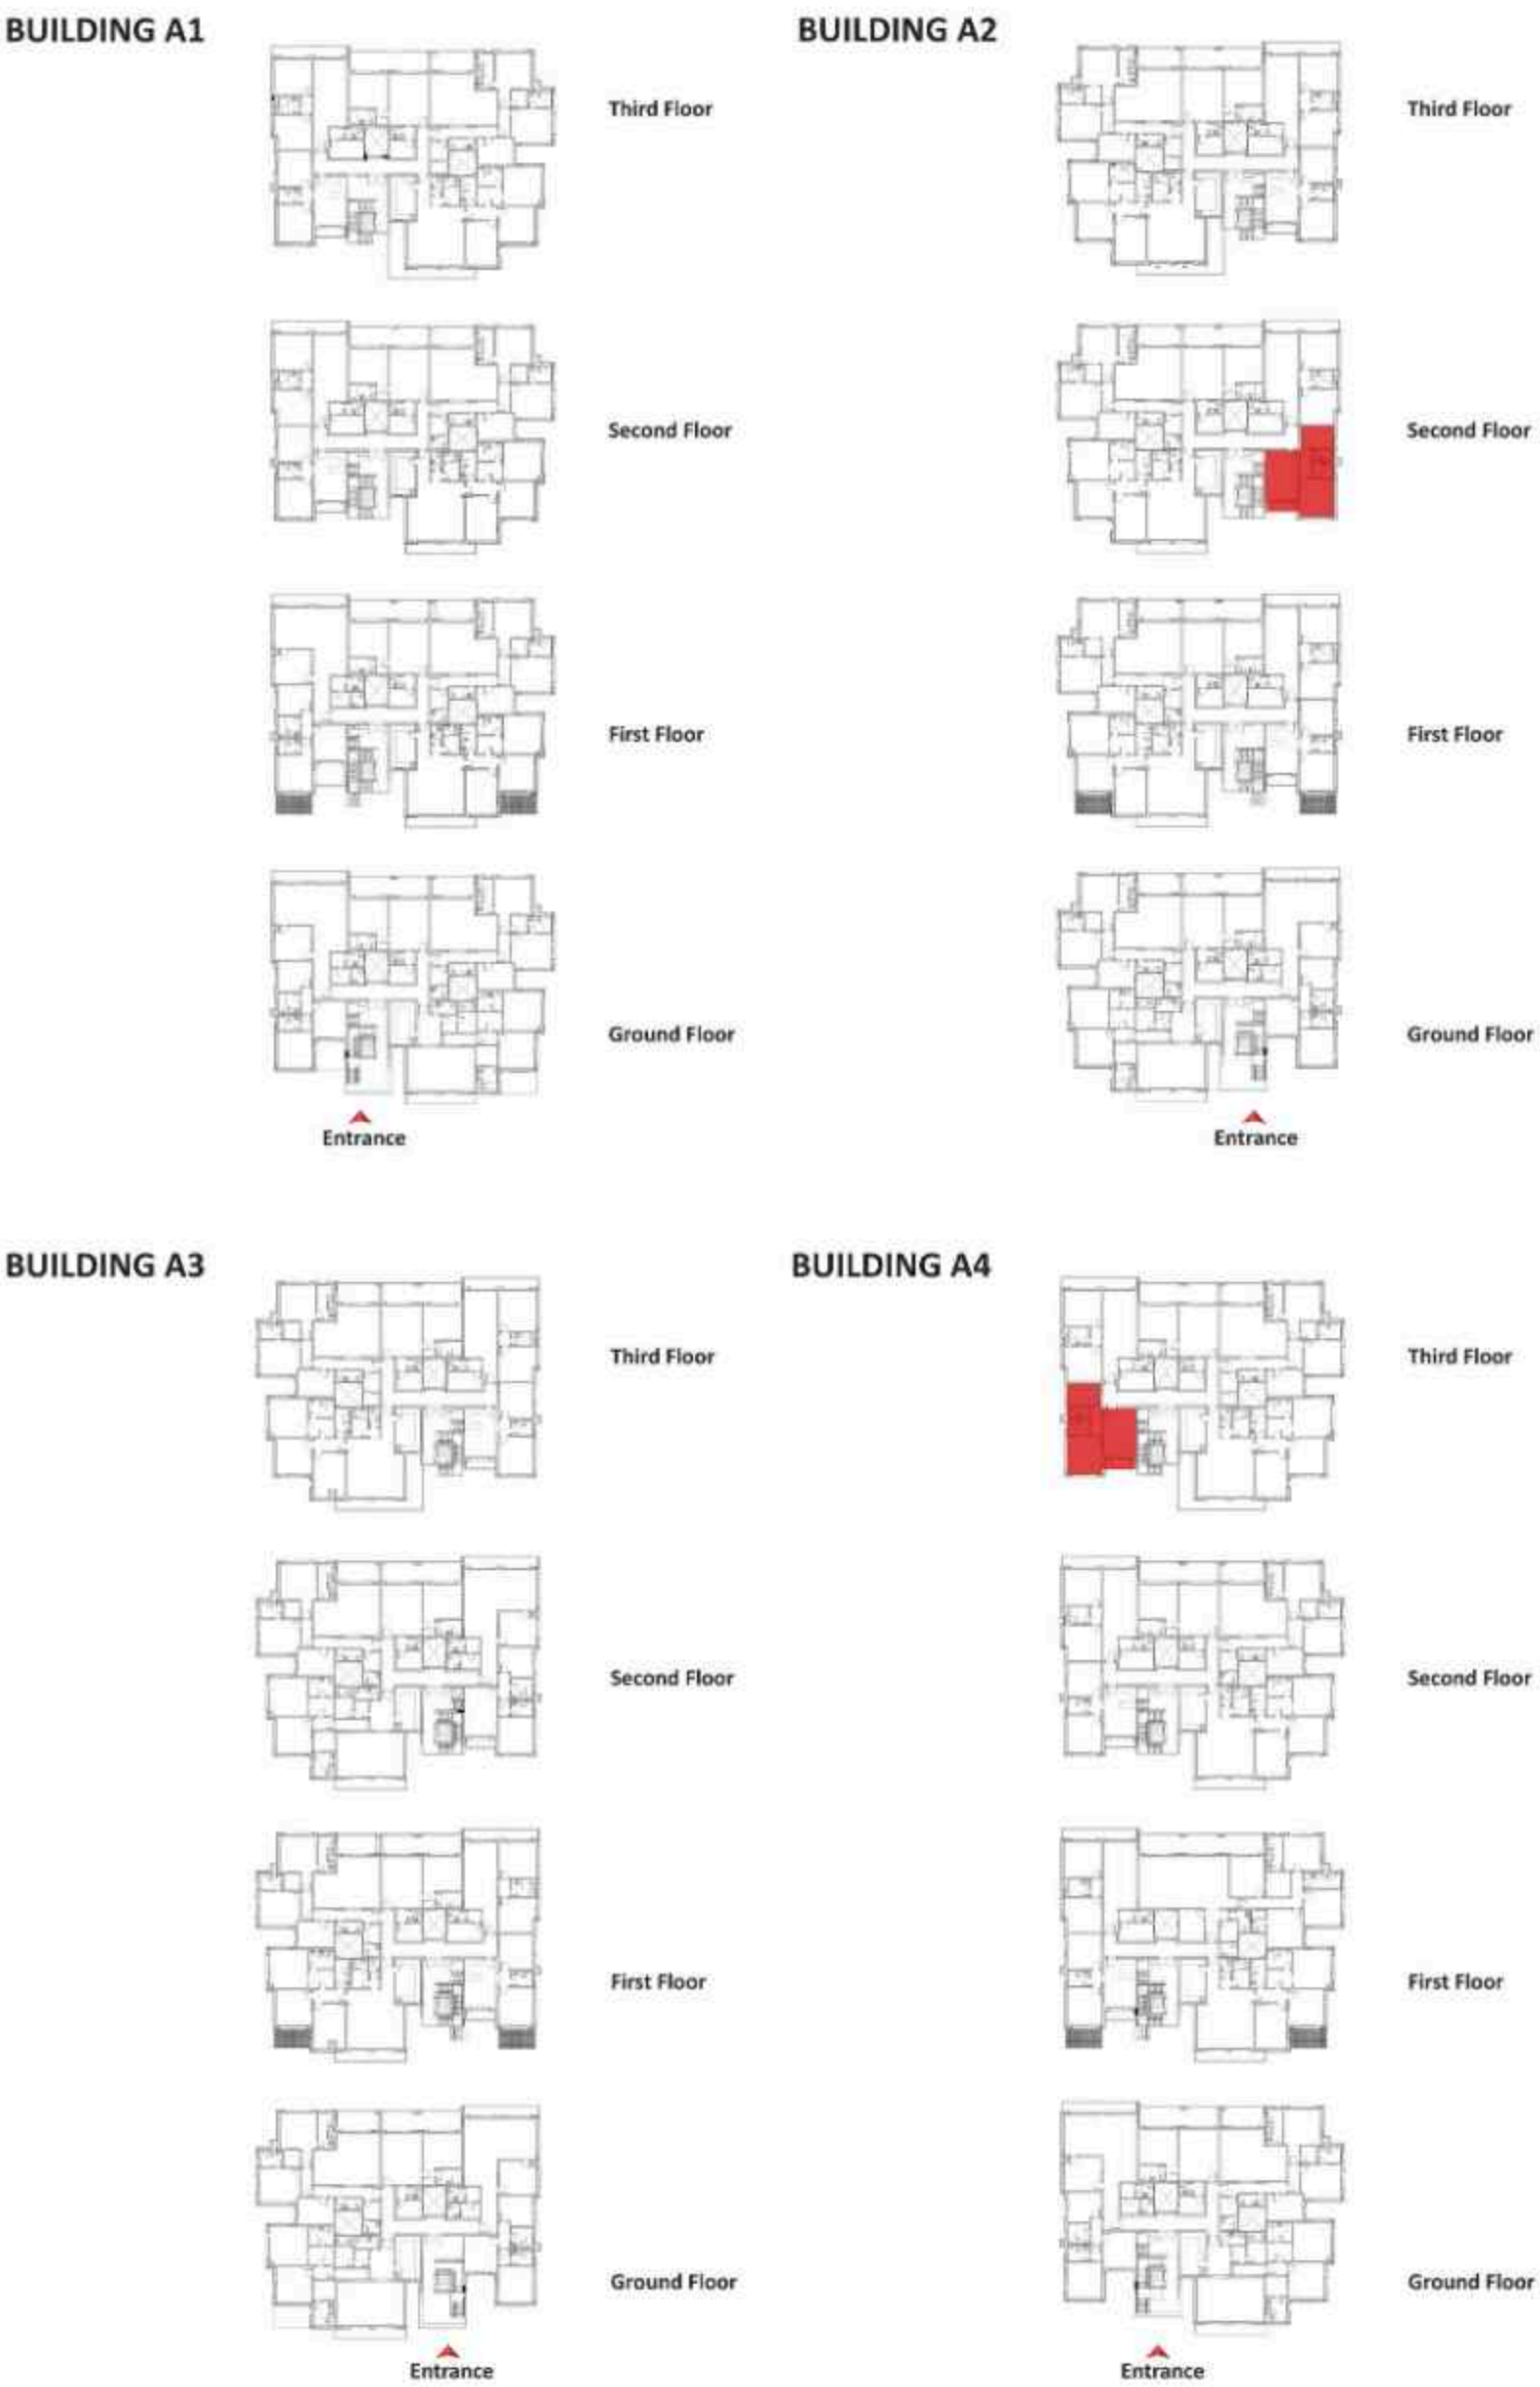 BUILDING A1
Third Floor
Second Floor
First Floor
Ground Floor
Entrance
BUILDING A2
Third Floor
Second Floor
First Floor
Ground Floor
Entrance
BUILDING A3
Third Floor
Second Floor
First Floor
Ground Floor
Entrance
BUILDING A4
Third Floor
Second Floor
First Floor
Ground Floor
Entrance